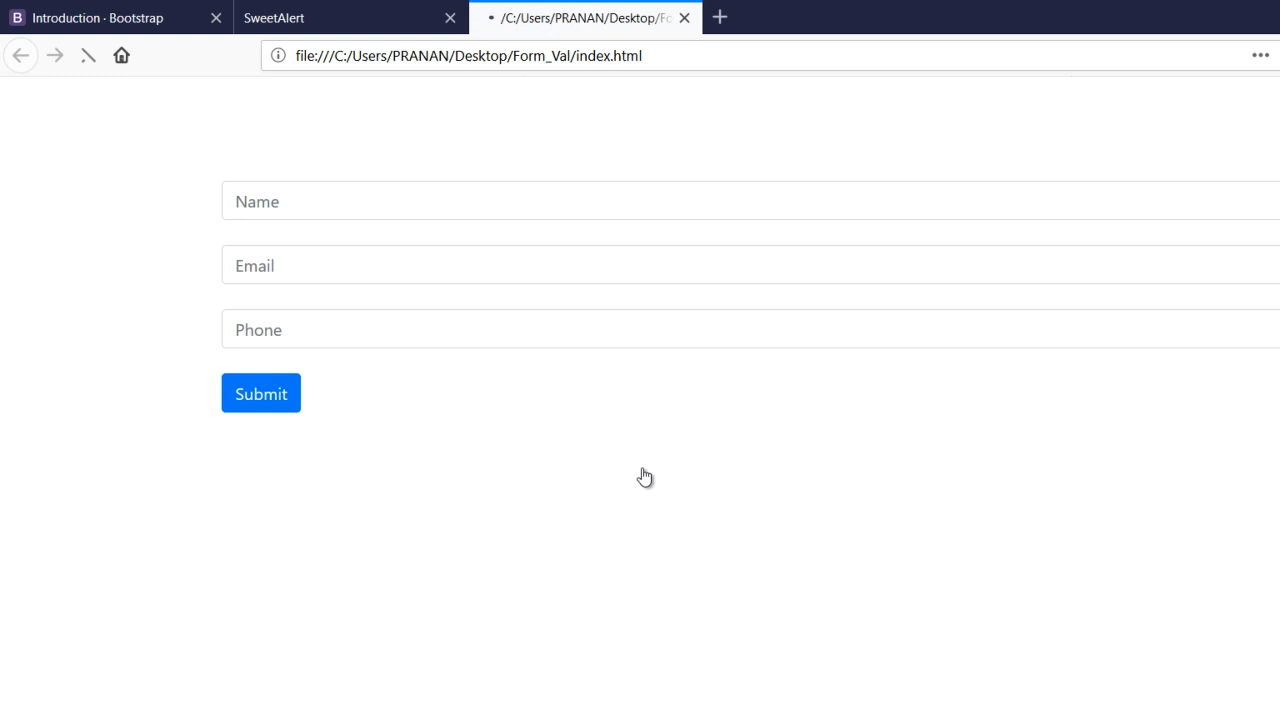 B Introduction · Bootstrap
SweetAlert
/C:/Users/PRANAN/Desktop/Fo
file:///C:/Users/PRANAN/Desktop/Form_Val/index.html
Name
Email
Phone
Submit